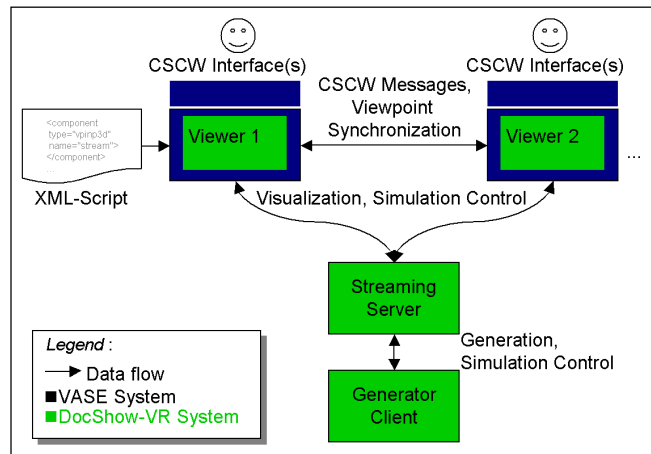 CSCW Interface(s)
CSCW Interface(s)
CSCW Messages,
Viewpoint
Synchronization
<component
type="vpinp3d"
name="stream">
</component>
...
Viewer 1
Viewer 2
...
XML-Script
Visualization, Simulation Control
Streaming
Server
Generation,
Simulation Control
Generator
Client
Legend :
Data flow
VASE System
DocShow-VR System